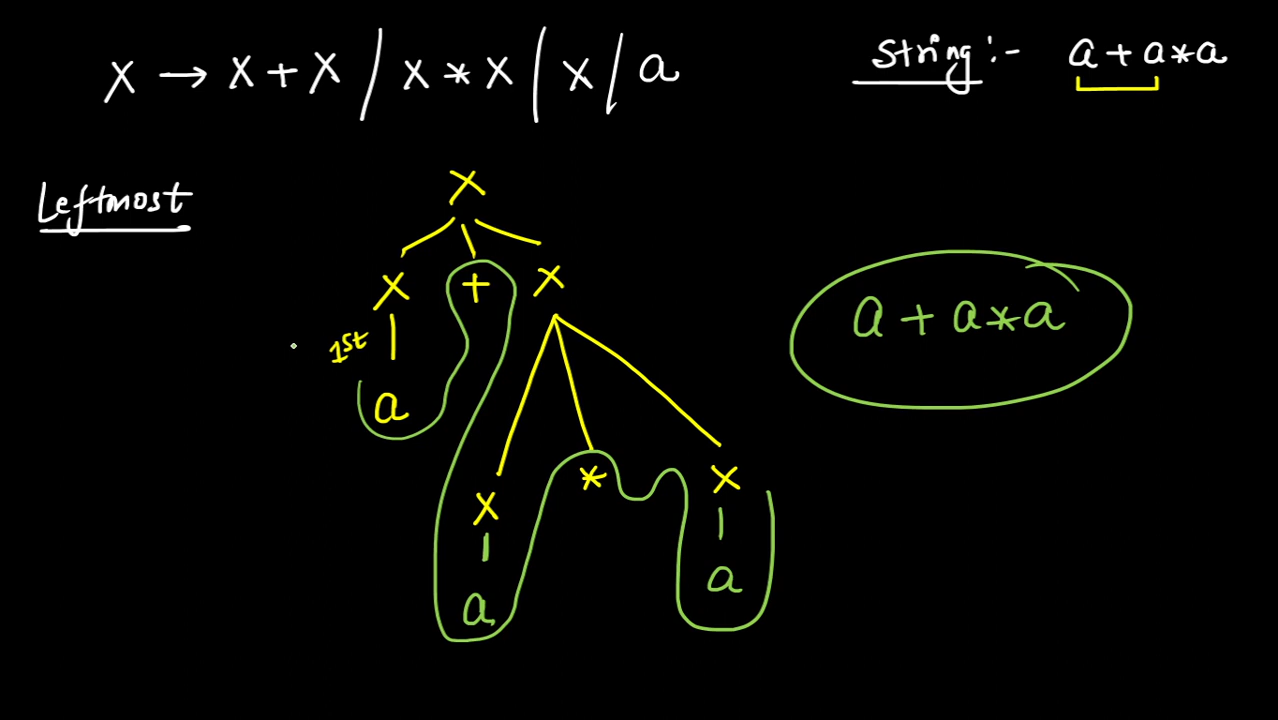 X → X + X / X * X / X / a
String :- a + a * a
Leftmost
X
X + X
1st
a
a + a * a
X * X
a a